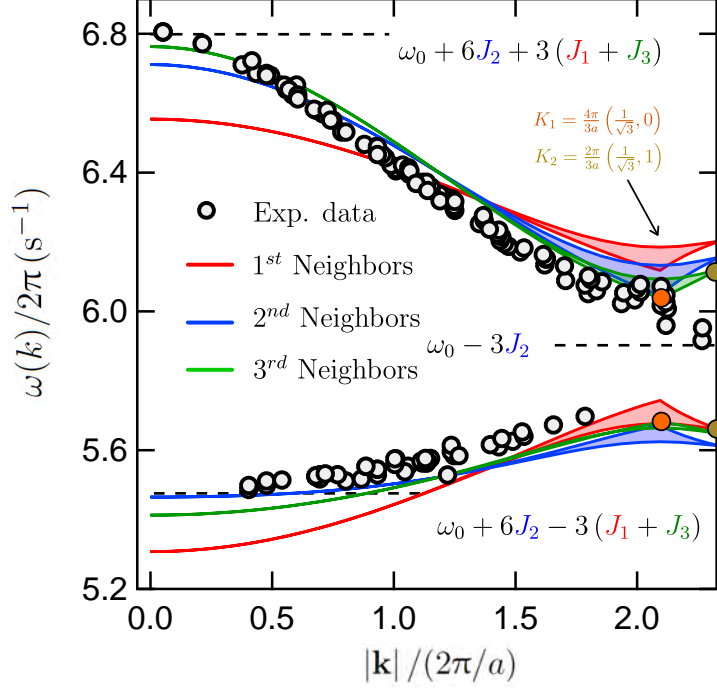 6.8
6.4
6.0
5.6
5.2
ω(k)/2π(s⁻¹)
ω₀ + 6J₂ + 3 (J₁ + J₃)
K₁ = 4π/3a (1/√3, 0)
K₂ = 2π/3a (1/√3, 1)
Exp. data
1ˢᵗ Neighbors
2ⁿᵈ Neighbors
3ʳᵈ Neighbors
ω₀ − 3J₂
ω₀ + 6J₂ − 3 (J₁ + J₃)
0.0 0.5 1.0 1.5 2.0
|k| /(2π/a)